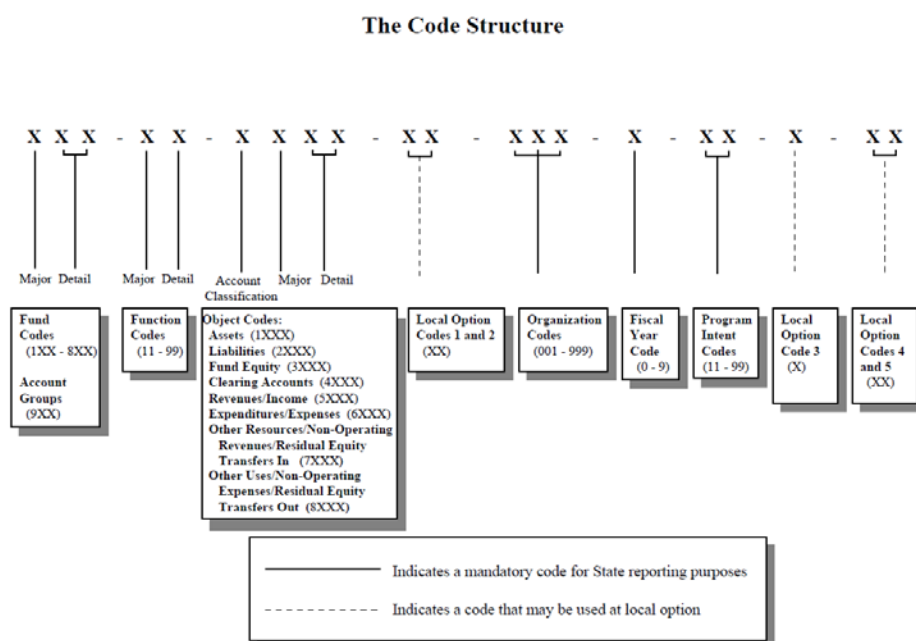 The Code Structure
X X X - X X - X X X X - X X - X X X - X - X X - X - X X
Major Detail Major Detail Account Classification Major Detail
Fund
Codes
(1XX - 8XX)
Account
Groups
(9XX)
Function
Codes
(11 - 99)
Object Codes:
Assets (1XXX)
Liabilities (2XXX)
Fund Equity (3XXX)
Clearing Accounts (4XXX)
Revenues/Income (5XXX)
Expenditures/Expenses (6XXX)
Other Resources/Non-Operating
Revenues/Residual Equity
Transfers In (7XXX)
Other Uses/Non-Operating
Expenses/Residual Equity
Transfers Out (8XXX)
Local Option
Codes 1 and 2
(XX)
Organization
Codes
(001 - 999)
Fiscal
Year
Code
(0 - 9)
Program
Intent
Codes
(11 - 99)
Local
Option
Code 3
(X)
Local
Option
Codes 4
and 5
(XX)
Indicates a mandatory code for State reporting purposes
Indicates a code that may be used at local option